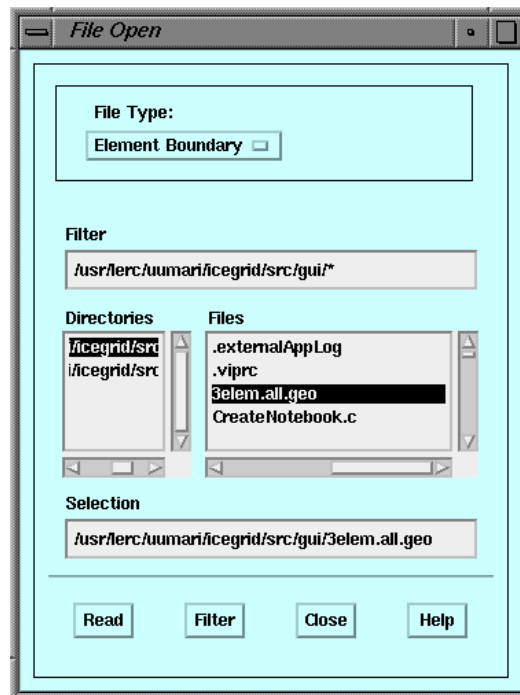 File Open
File Type:
Element Boundary
Filter
/usr/lerc/uumari/icegrid/src/gui/*
Directories
Files
/icegrid/src
i/icegrid/src
.externalAppLog
.viprc
3elem.all.geo
CreateNotebook.c
Selection
/usr/lerc/uumari/icegrid/src/gui/3elem.all.geo
Read
Filter
Close
Help